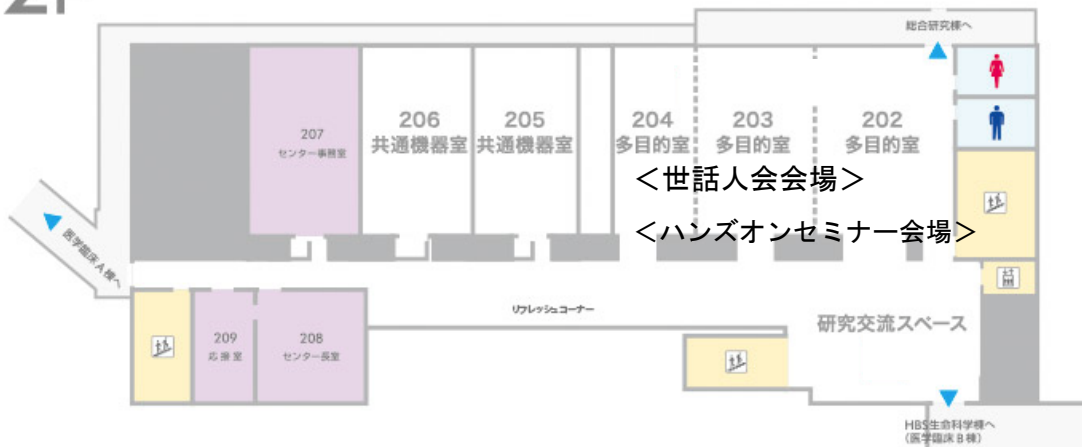 2F
総合研究棟へ
206
共通機器室
205
共通機器室
204
多目的室
203
多目的室
202
多目的室
207
センター事務室
＜世話人会会場＞
＜ハンズオンセミナー会場＞
医学臨床A棟へ
リフレッシュコーナー
研究交流スペース
209
応接室
208
センター長室
HBS生命科学棟へ
(医学臨床B棟)